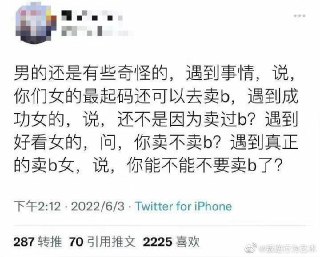 男的还是有些奇怪的，遇到事情，说，
你们女的最起码还可以去卖b，遇到成
功女的，说，还不是因为卖过b？遇到
好看女的，问，你卖不卖b？遇到真正
的卖b女，说，你能不能不要卖b了？
下午2:12 · 2022/6/3 · Twitter for iPhone
287 转推 70 引用推文 2225 喜欢